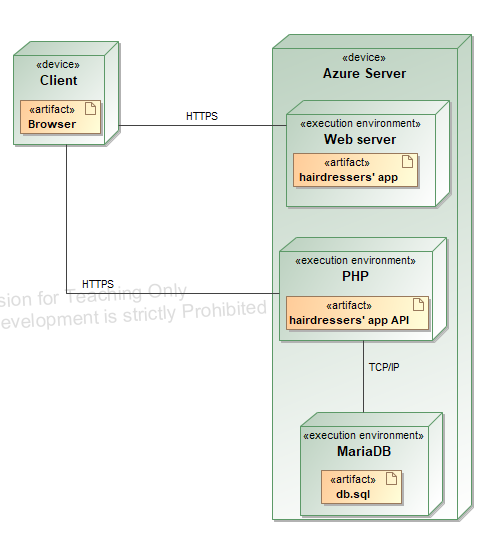 «device»
Client
«artifact»
Browser
HTTPS
«device»
Azure Server
«execution environment»
Web server
«artifact»
hairdressers' app
HTTPS
«execution environment»
PHP
«artifact»
hairdressers' app API
sion for Teaching Only
evelopment is strictly Prohibited
TCP/IP
«execution environment»
MariaDB
«artifact»
db.sql